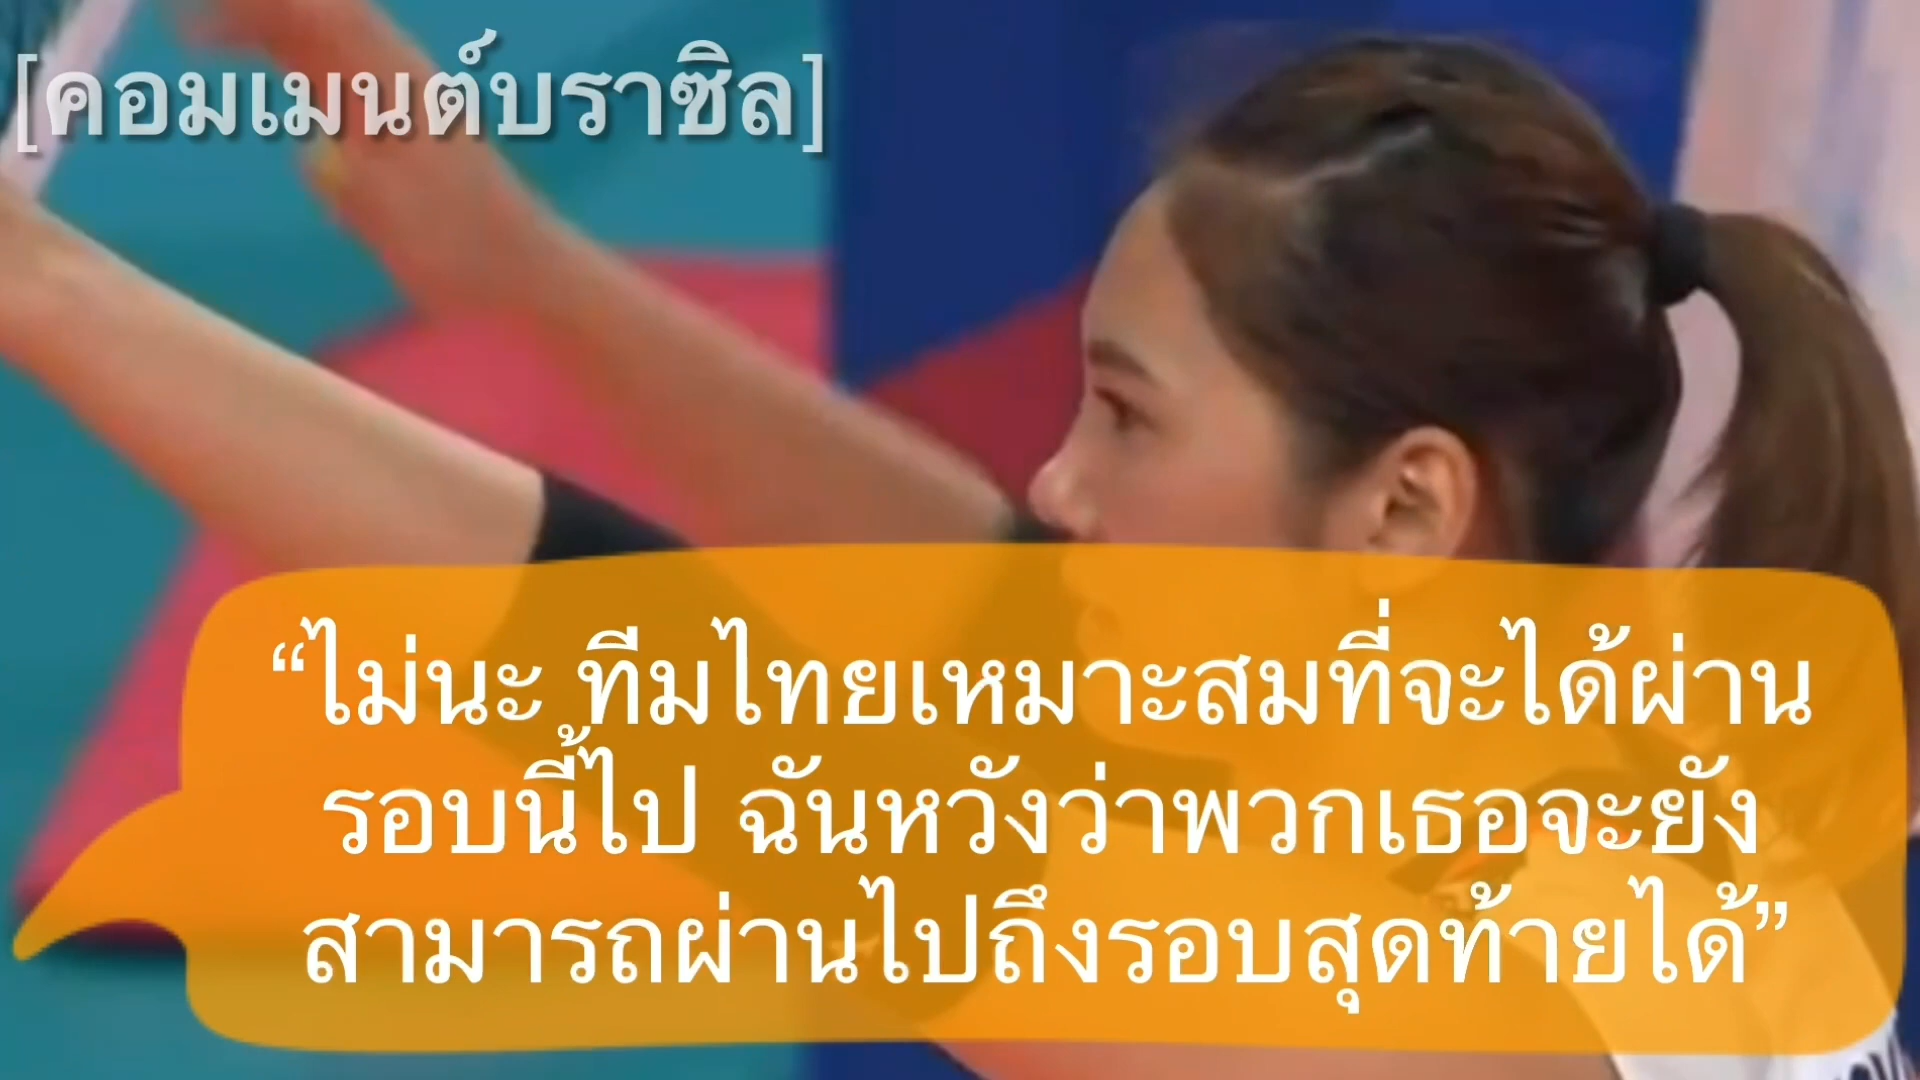 [คอมเมนต์บราซิล]
“ไม่นะ ทีมไทยเหมาะสมที่จะได้ผ่าน
รอบนี้ไป ฉันหวังว่าพวกเธอจะยัง
สามารถผ่านไปถึงรอบสุดท้ายได้”